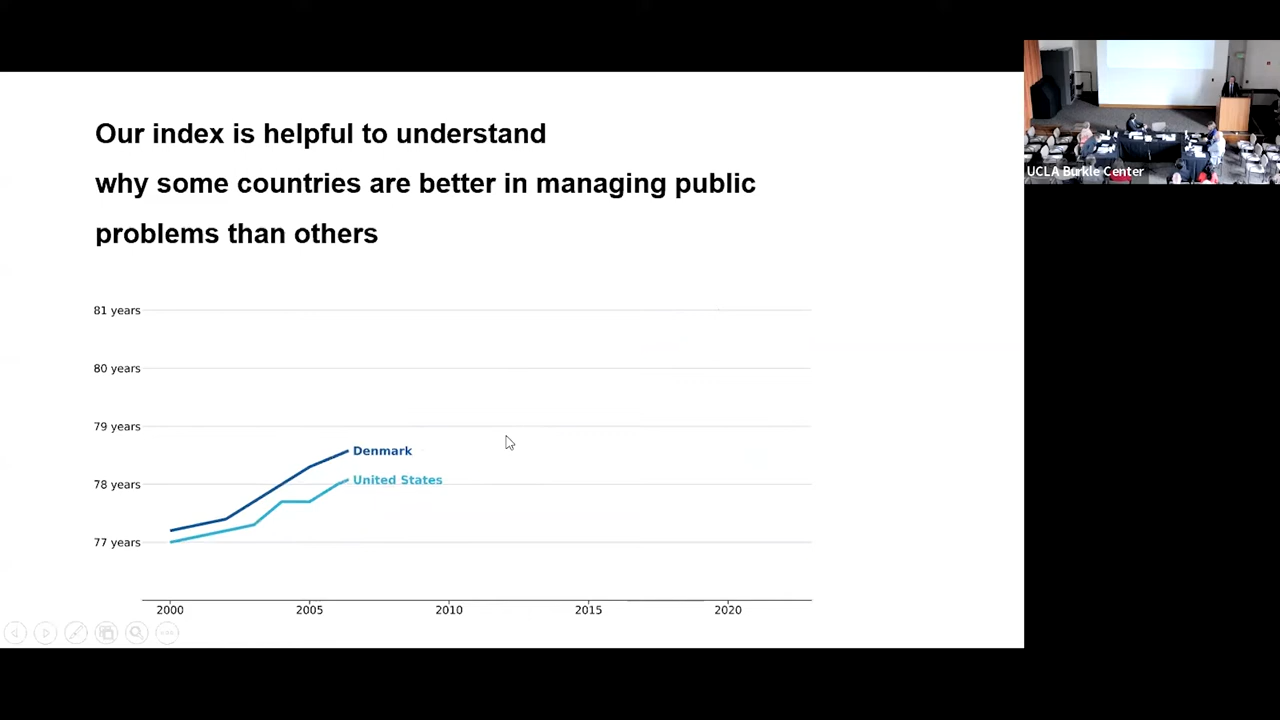 Our index is helpful to understand
why some countries are better in managing public
problems than others
81 years
80 years
79 years
78 years
77 years
Denmark
United States
2000 2005 2010 2015 2020
UCLA Burkle Center